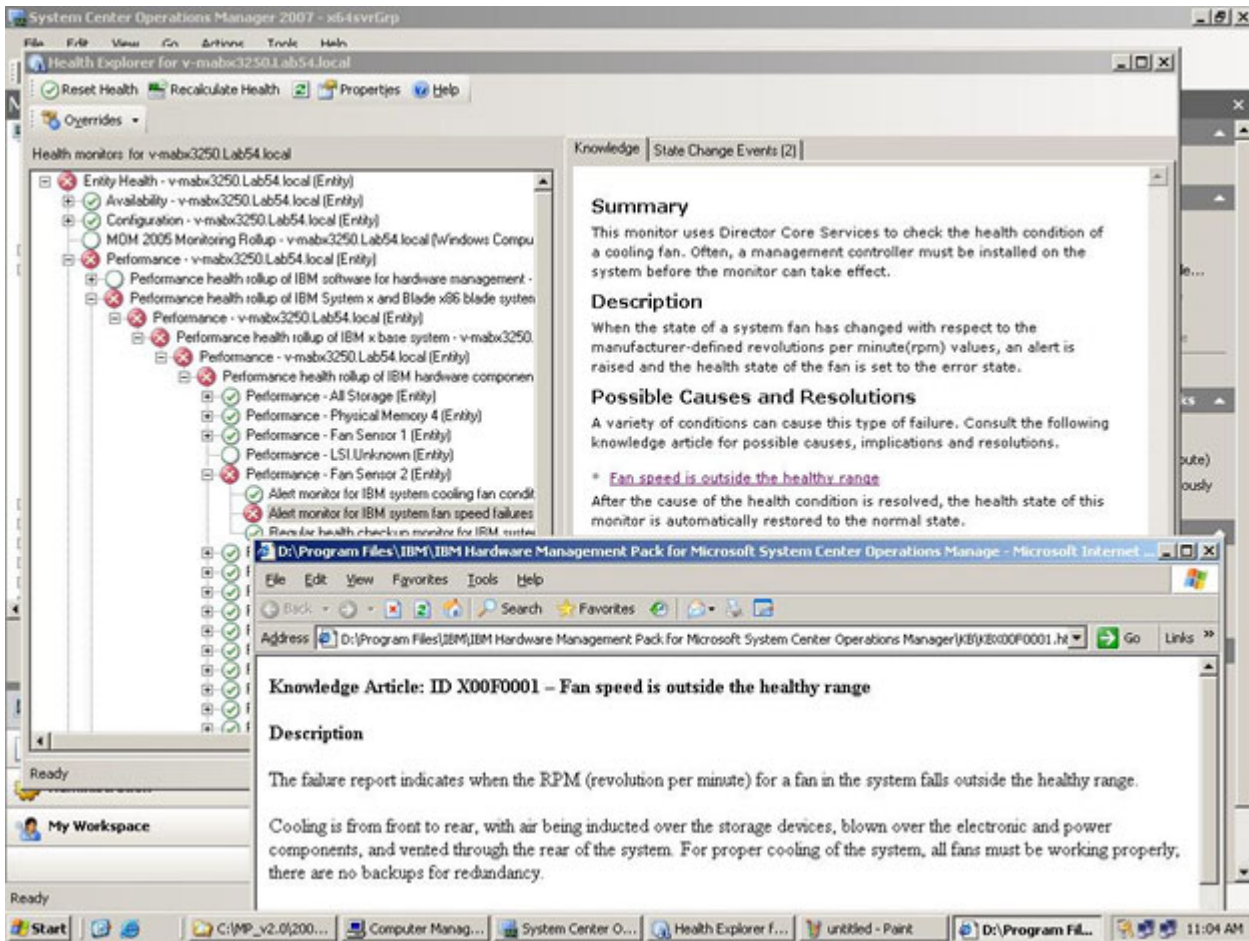 System Center Operations Manager 2007 - x64svrGrp
File Edit View Go Actions Tools Help
Health Explorer for v-mabx3250.Lab54.local
Reset Health Recalculate Health Properties Help
Overrides
Health monitors for v-mabx3250.Lab54.local
Entity Health - v-mabx3250.Lab54.local (Entity)
Availability - v-mabx3250.Lab54.local (Entity)
Configuration - v-mabx3250.Lab54.local (Entity)
MOM 2005 Monitoring Rollup - v-mabx3250.Lab54.local (Windows Compu
Performance - v-mabx3250.Lab54.local (Entity)
Performance health rollup of IBM software for hardware management -
Performance health rollup of IBM System x and Blade x86 blade system
Performance - v-mabx3250.Lab54.local (Entity)
Performance health rollup of IBM x base system - v-mabx3250.
Performance - v-mabx3250.Lab54.local (Entity)
Performance health rollup of IBM hardware componen
Performance - All Storage (Entity)
Performance - Physical Memory 4 (Entity)
Performance - Fan Sensor 1 (Entity)
Performance - LSI.Unknown (Entity)
Performance - Fan Sensor 2 (Entity)
Alert monitor for IBM system cooling fan condit
Alert monitor for IBM system fan speed failures
Regular health checkup monitor for IBM system
Knowledge State Change Events (2)
Summary
This monitor uses Director Core Services to check the health condition of
a cooling fan. Often, a management controller must be installed on the
system before the monitor can take effect.
Description
When the state of a system fan has changed with respect to the
manufacturer-defined revolutions per minute(rpm) values, an alert is
raised and the health state of the fan is set to the error state.
Possible Causes and Resolutions
A variety of conditions can cause this type of failure. Consult the following
knowledge article for possible causes, implications and resolutions.
Fan speed is outside the healthy range
After the cause of the health condition is resolved, the health state of this
monitor is automatically restored to the normal state.
Ready
D:\Program Files\IBM\IBM Hardware Management Pack for Microsoft System Center Operations Manage - Microsoft Internet ...
File Edit View Favorites Tools Help
Back Search Favorites
Address D:\Program Files\IBM\IBM Hardware Management Pack for Microsoft System Center Operations Manager\KB\KBX00F0001.ht Go Links »
Knowledge Article: ID X00F0001 – Fan speed is outside the healthy range
Description
The failure report indicates when the RPM (revolution per minute) for a fan in the system falls outside the healthy range.
Cooling is from front to rear, with air being inducted over the storage devices, blown over the electronic and power
components, and vented through the rear of the system. For proper cooling of the system, all fans must be working properly;
there are no backups for redundancy.
Administration
My Workspace
Ready
Start C:\MP_v2.0\200... Computer Manag... System Center O... Health Explorer f... untitled - Paint D:\Program Fil... 11:04 AM